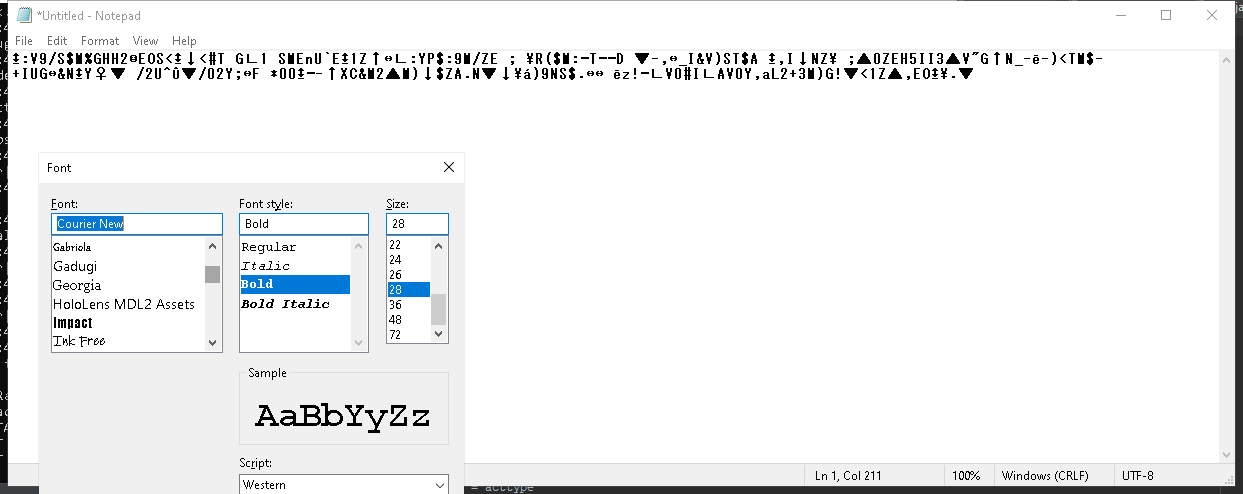 *Untitled - Notepad
File Edit Format View Help
±:V9/S$M%GHH2⇔EOS<±↓<#T G∟1 SMEnU`E±1Z↑⇔∟:YP$:9M/ZE ; ¥R($M:-T--D ▼-,⇔_I&V)ST$A ±,I↓NZ¥ ;▲OZEH5II3▲V˝G↑N_-ē-)<TM$-
+IUG⇔&N±Y♀▼ /2U^û▼/O2Y;⇔F *OO±--↑XC&M2▲M)↓$ZA.N▼↓¥á)9NS$.⇔⇔ ēz!-∟VO#I∟AVOY,aL2+3M)G!▼<1Z▲,EO±¥.▼
Font
Font: Font style: Size:
Courier New Bold 28
Gabriola Regular 22
Gadugi Italic 24
Georgia Bold 26
HoloLens MDL2 Assets Bold Italic 28
Impact 36
Ink Free 48
72
Sample
AaBbYyZz
Script:
Western
Ln 1, Col 211 100% Windows (CRLF) UTF-8
= acctype